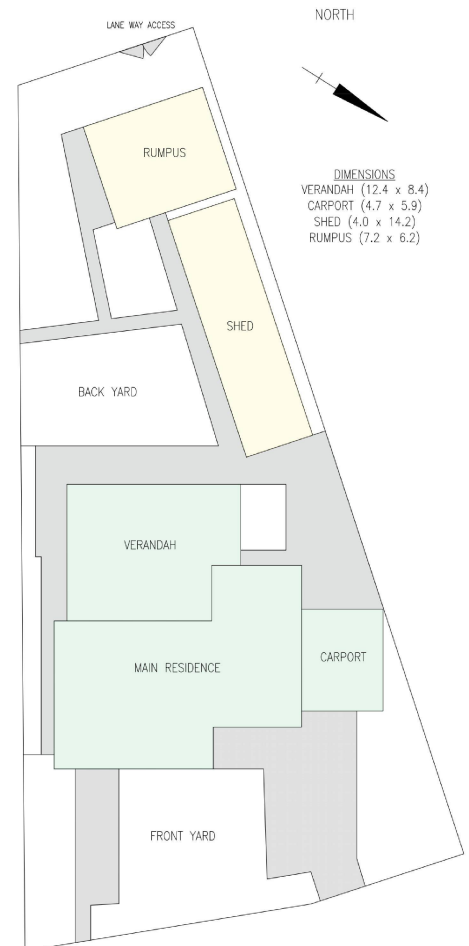 NORTH
LANE WAY ACCESS
RUMPUS
DIMENSIONS
VERANDAH (12.4 x 8.4)
CARPORT (4.7 x 5.9)
SHED (4.0 x 14.2)
RUMPUS (7.2 x 6.2)
SHED
BACK YARD
VERANDAH
MAIN RESIDENCE
CARPORT
FRONT YARD